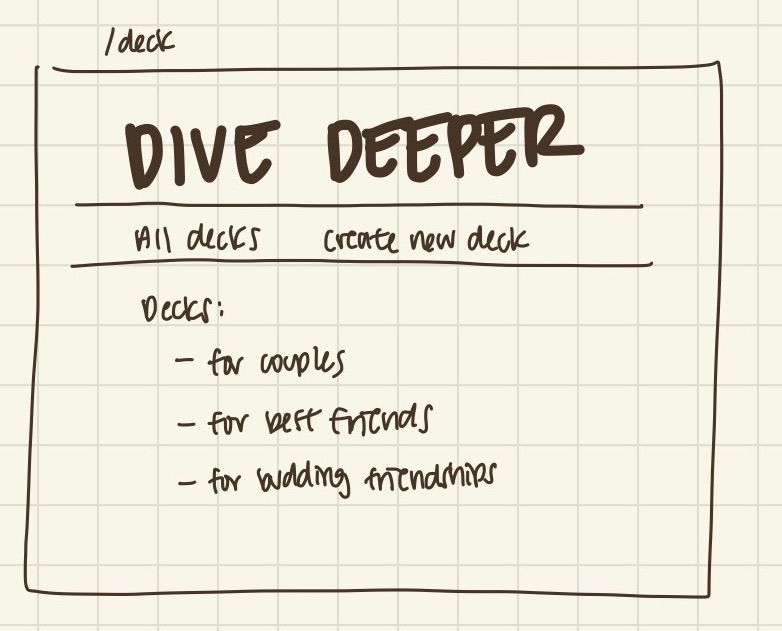 /deck
DIVE DEEPER
All decks create new deck
Decks:
- for couples
- for best friends
- for budding friendships